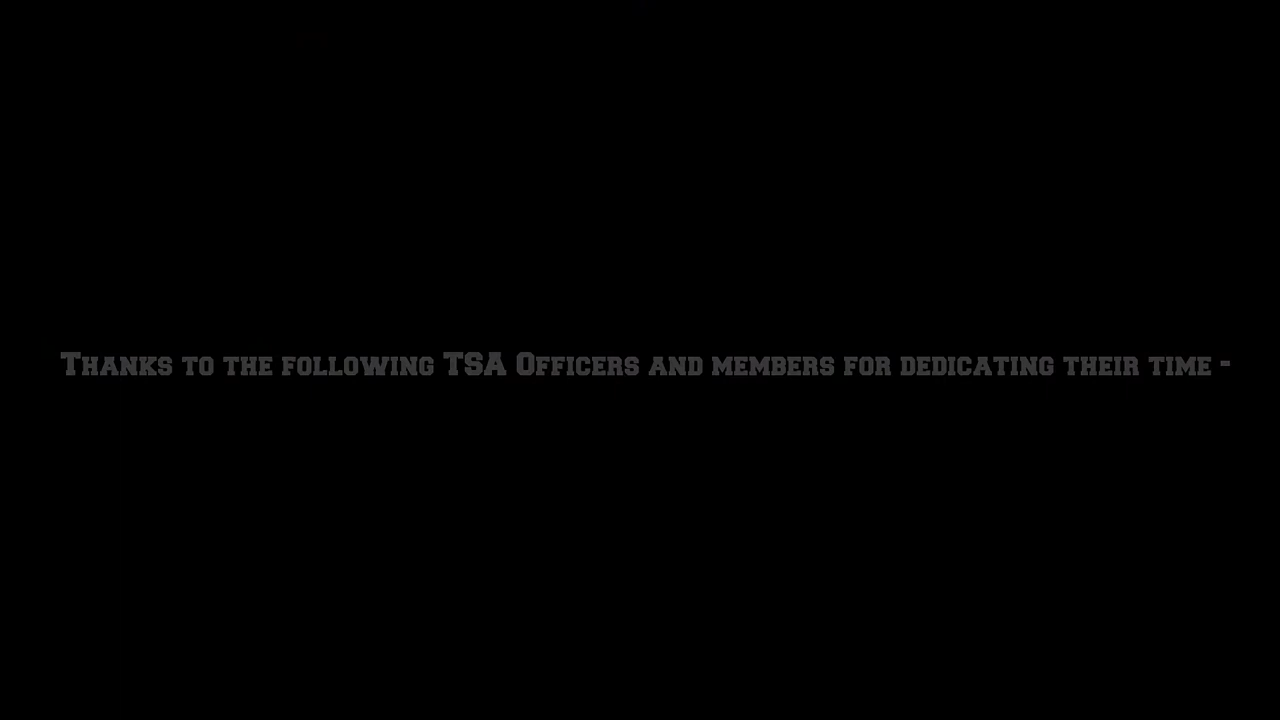 Thanks to the following TSA Officers and members for dedicating their time -